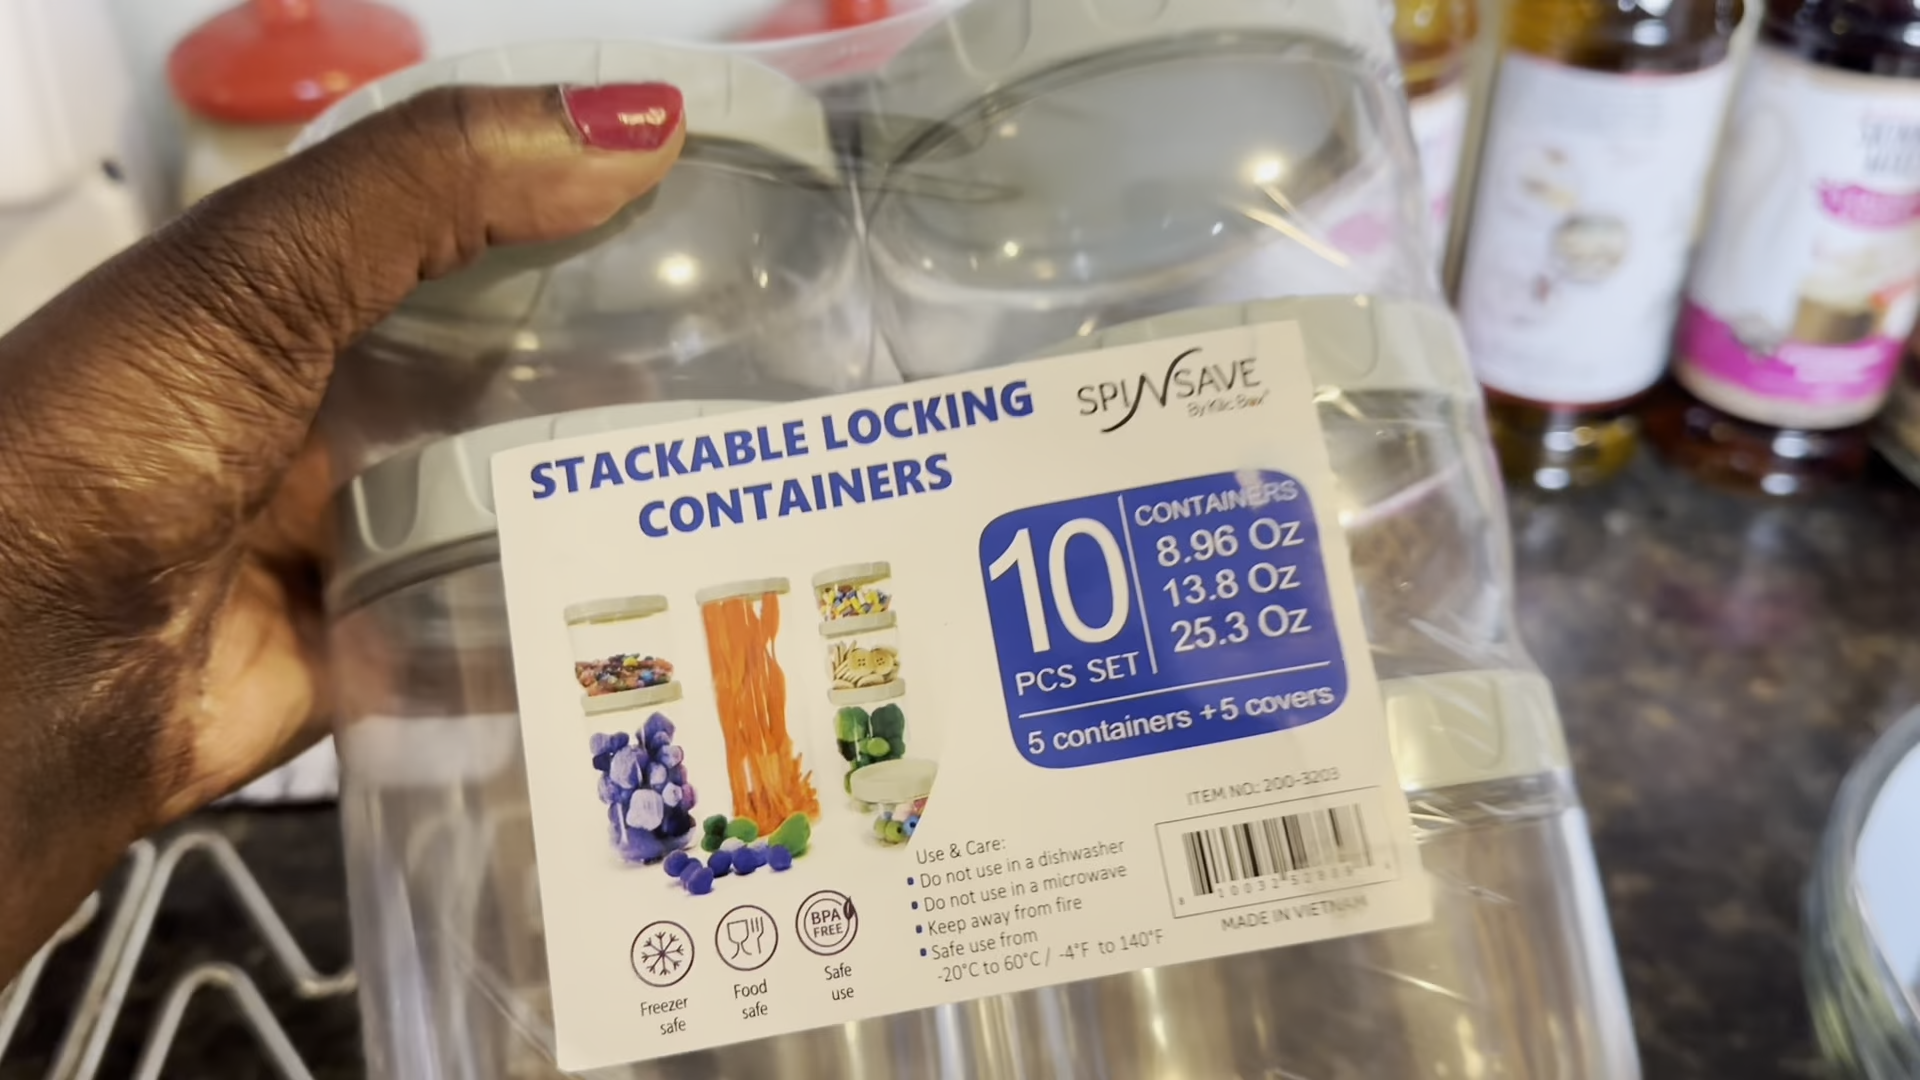 STACKABLE LOCKING
CONTAINERS
SPINSAVE
10
PCS SET
CONTAINERS
8.96 Oz
13.8 Oz
25.3 Oz
5 containers + 5 covers
Freezer
safe
Food
safe
BPA
FREE
Safe
use
Use & Care:
• Do not use in a dishwasher
• Do not use in a microwave
• Keep away from fire
• Safe use from
-20°C to 60°C / -4°F to 140°F
ITEM NO.: 200-3203
MADE IN VIETNAM